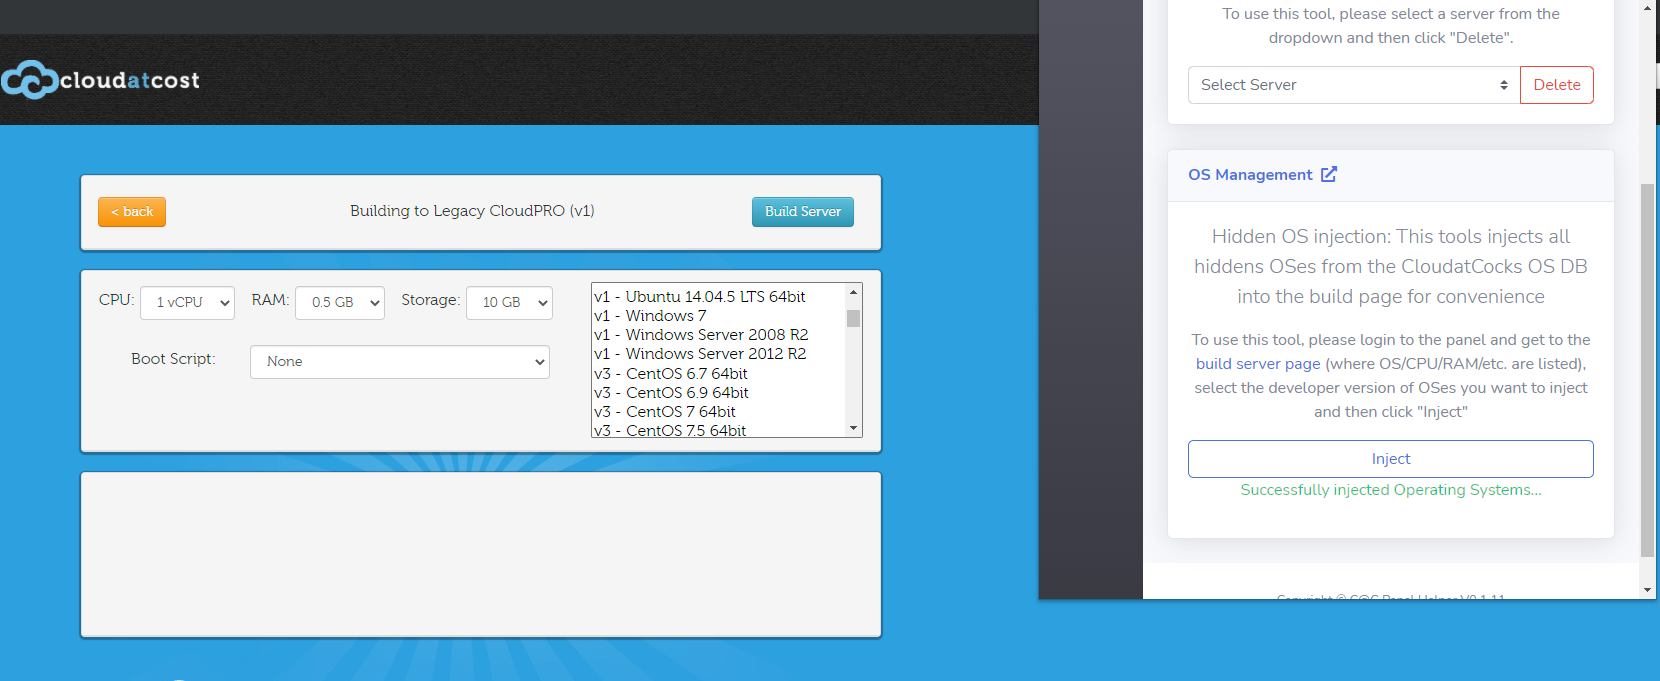 cloudatcost
< back
Building to Legacy CloudPRO (v1)
Build Server
CPU: 1 vCPU RAM: 0.5 GB Storage: 10 GB
Boot Script: None
v1 - Ubuntu 14.04.5 LTS 64bit
v1 - Windows 7
v1 - Windows Server 2008 R2
v1 - Windows Server 2012 R2
v3 - CentOS 6.7 64bit
v3 - CentOS 6.9 64bit
v3 - CentOS 7 64bit
v3 - CentOS 7.5 64bit
To use this tool, please select a server from the
dropdown and then click "Delete".
Select Server
Delete
OS Management
Hidden OS injection: This tools injects all
hiddens OSes from the CloudatCocks OS DB
into the build page for convenience
To use this tool, please login to the panel and get to the
build server page (where OS/CPU/RAM/etc. are listed),
select the developer version of OSes you want to inject
and then click "Inject"
Inject
Successfully injected Operating Systems...
Copyright © C@C Panel Helper V0.1.11